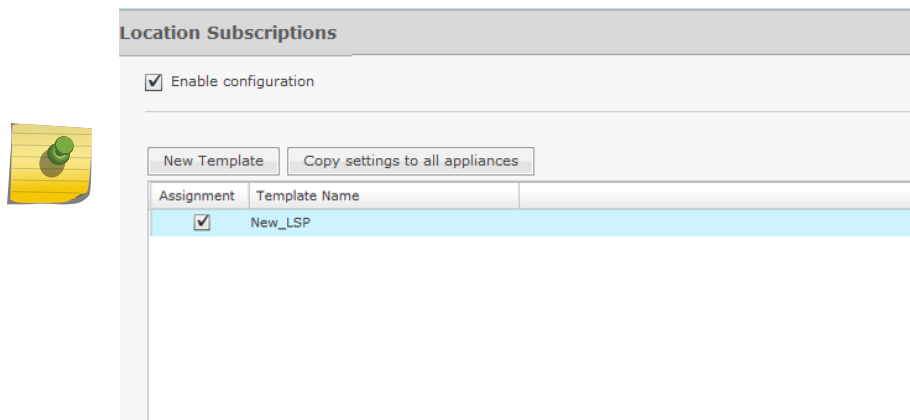 Location Subscriptions
Enable configuration
New Template Copy settings to all appliances
Assignment Template Name
New_LSP